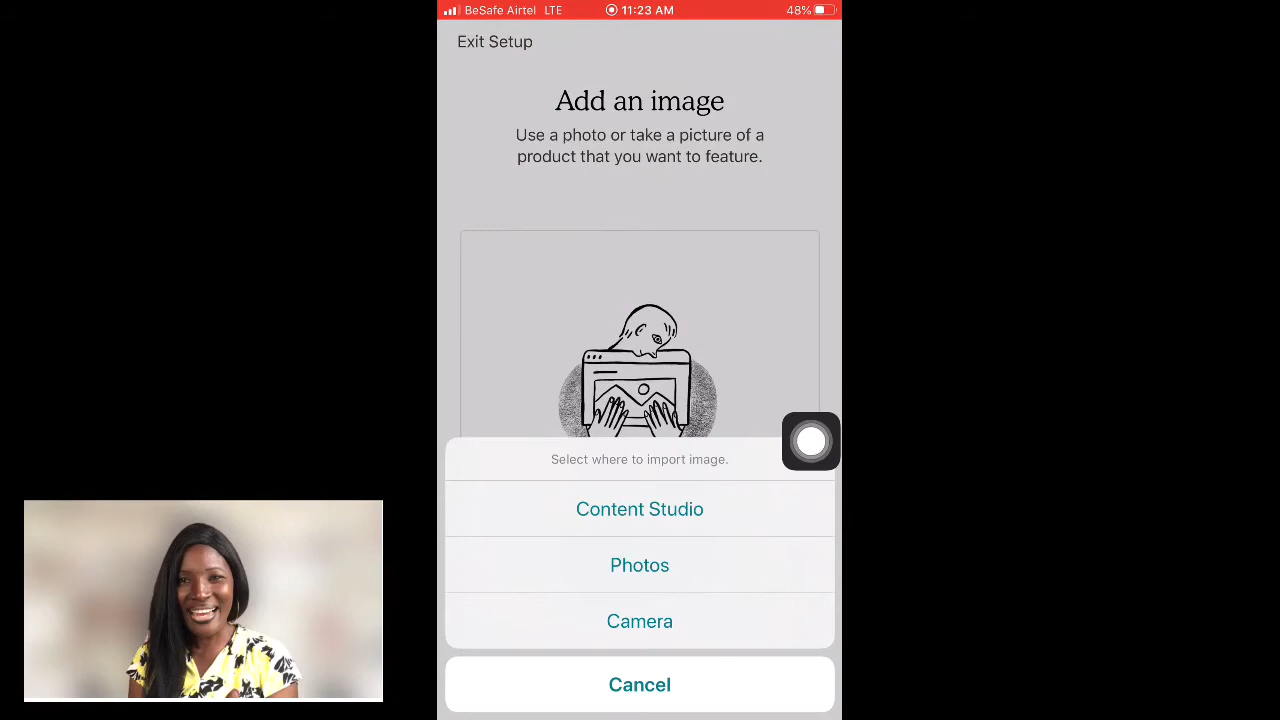 BeSafe Airtel LTE 11:23 AM 48%
Exit Setup
Add an image
Use a photo or take a picture of a
product that you want to feature.
Select where to import image.
Content Studio
Photos
Camera
Cancel